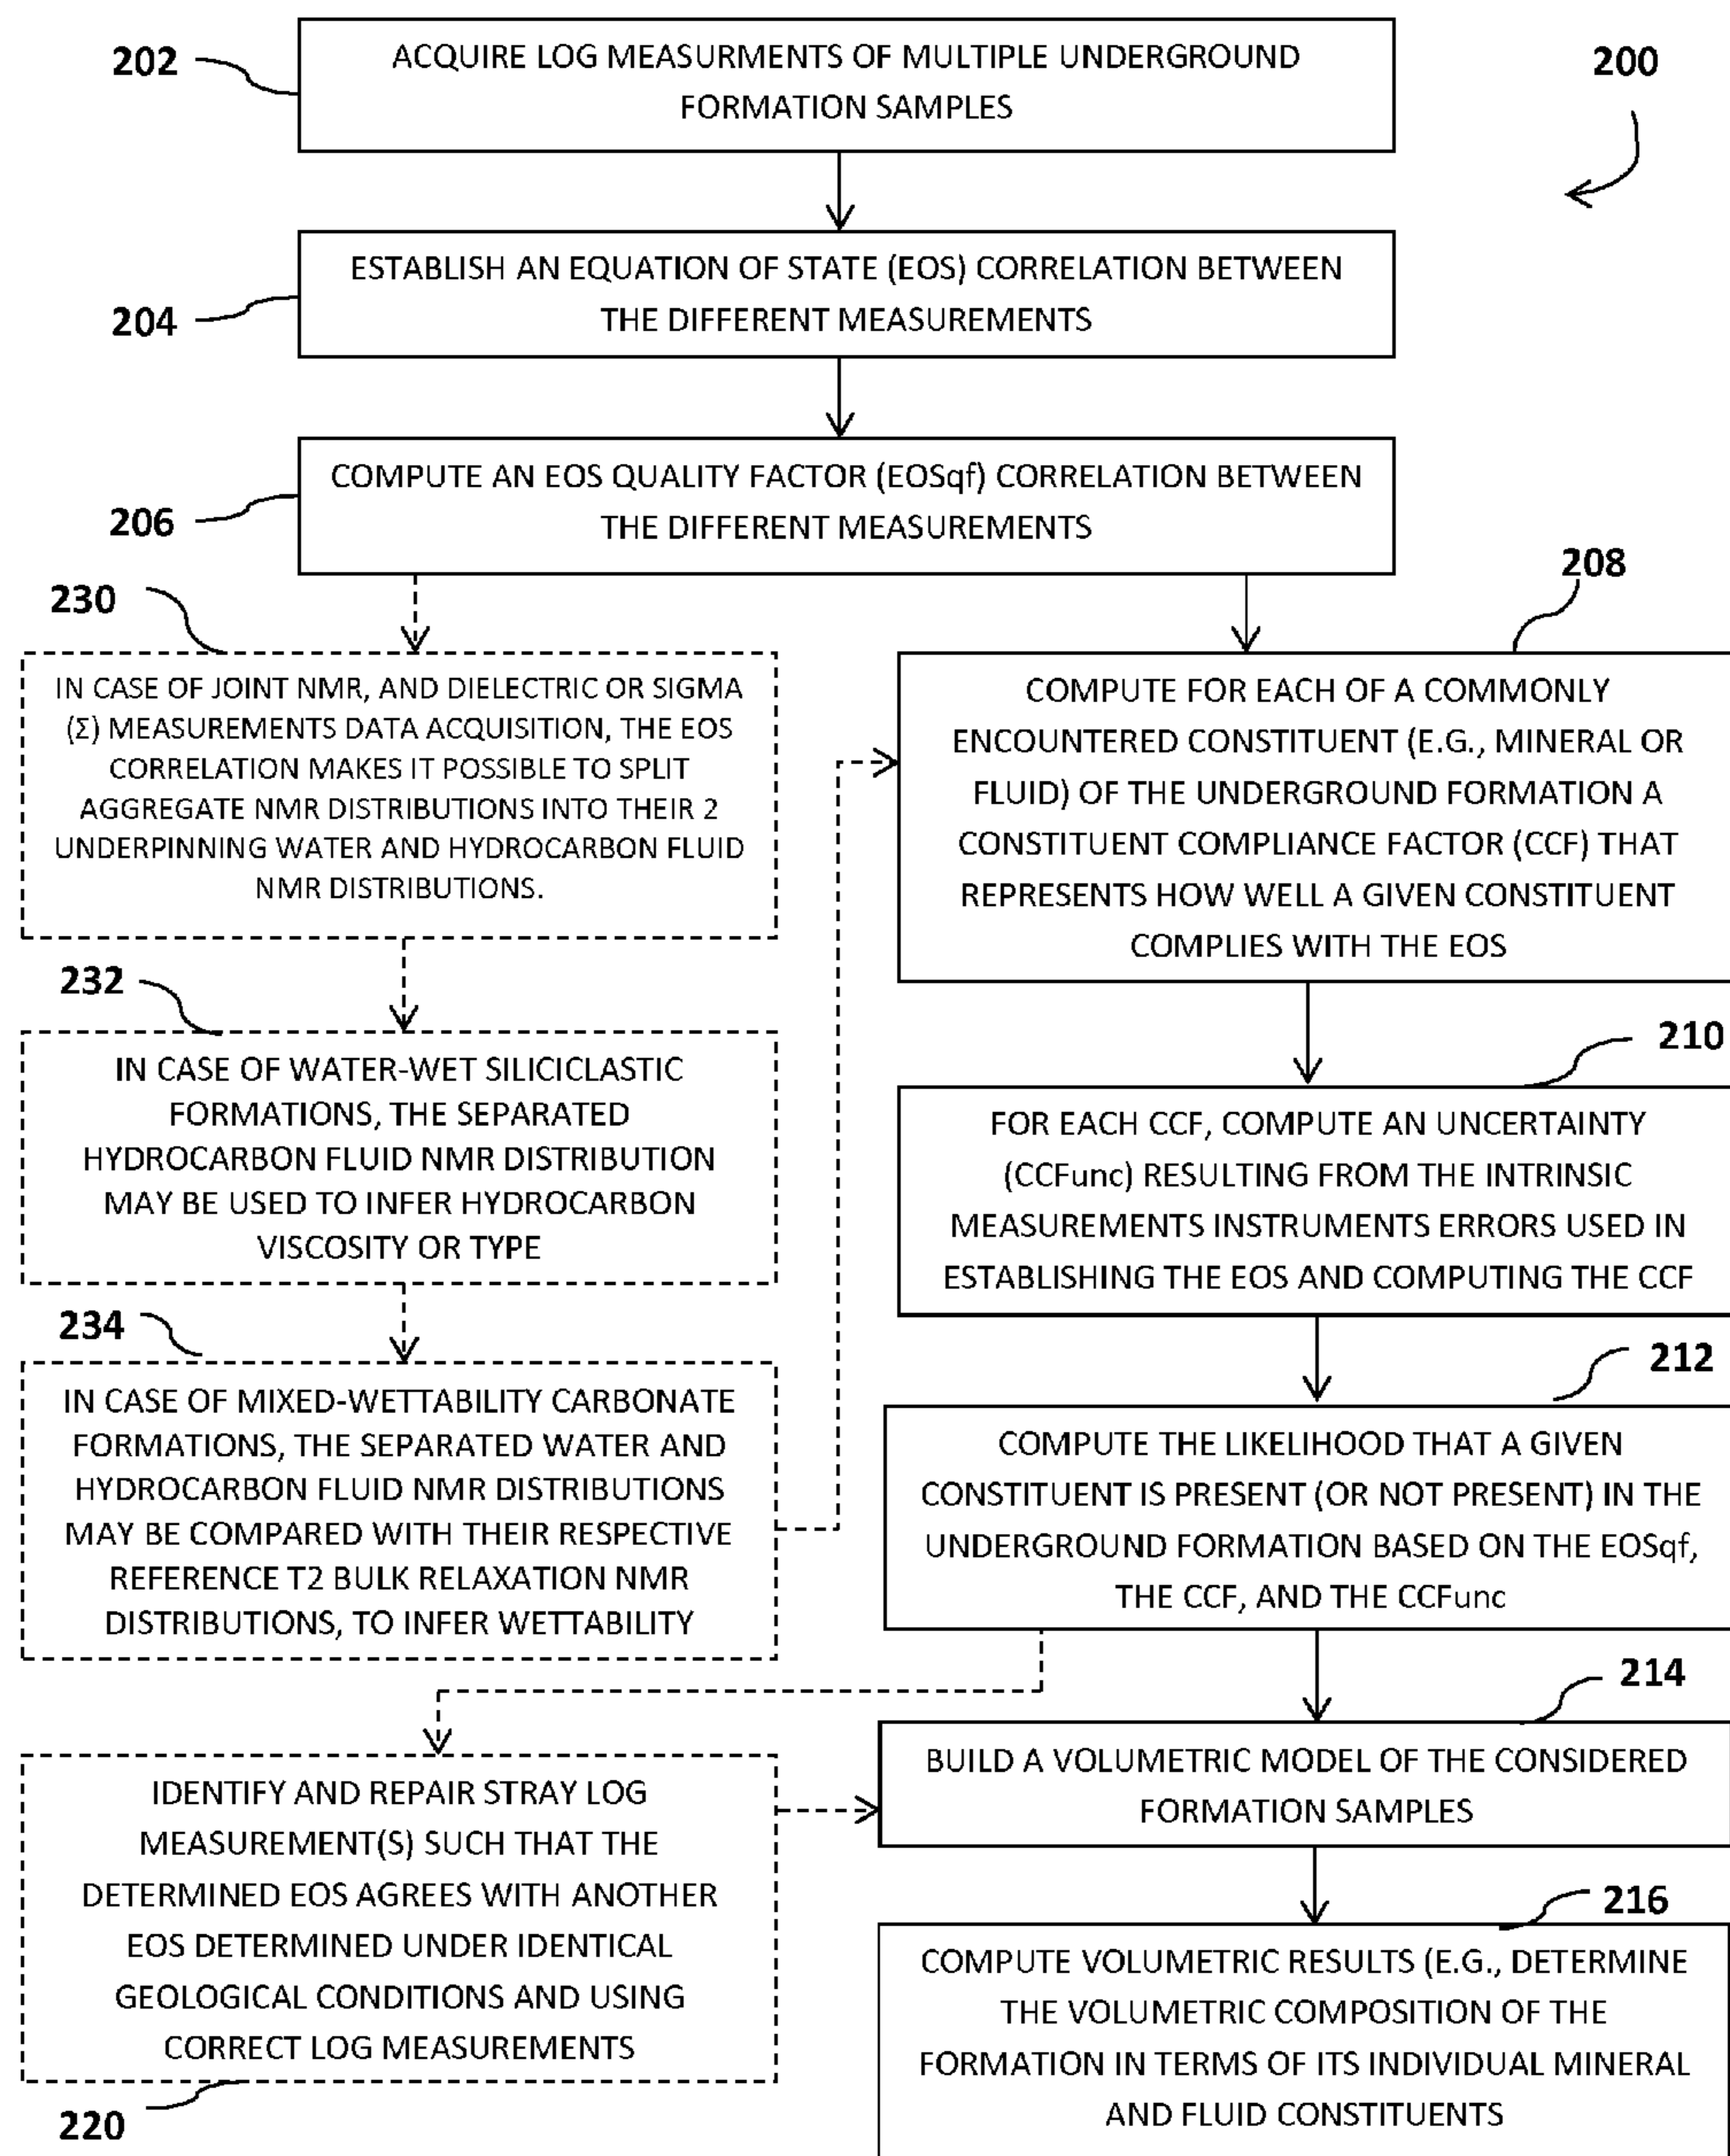 202
ACQUIRE LOG MEASURMENTS OF MULTIPLE UNDERGROUND
FORMATION SAMPLES
200
204
ESTABLISH AN EQUATION OF STATE (EOS) CORRELATION BETWEEN
THE DIFFERENT MEASUREMENTS
206
COMPUTE AN EOS QUALITY FACTOR (EOSqf) CORRELATION BETWEEN
THE DIFFERENT MEASUREMENTS
230
IN CASE OF JOINT NMR, AND DIELECTRIC OR SIGMA
(Σ) MEASUREMENTS DATA ACQUISITION, THE EOS
CORRELATION MAKES IT POSSIBLE TO SPLIT
AGGREGATE NMR DISTRIBUTIONS INTO THEIR 2
UNDERPINNING WATER AND HYDROCARBON FLUID
NMR DISTRIBUTIONS.
232
IN CASE OF WATER-WET SILICICLASTIC
FORMATIONS, THE SEPARATED
HYDROCARBON FLUID NMR DISTRIBUTION
MAY BE USED TO INFER HYDROCARBON
VISCOSITY OR TYPE
234
IN CASE OF MIXED-WETTABILITY CARBONATE
FORMATIONS, THE SEPARATED WATER AND
HYDROCARBON FLUID NMR DISTRIBUTIONS
MAY BE COMPARED WITH THEIR RESPECTIVE
REFERENCE T2 BULK RELAXATION NMR
DISTRIBUTIONS, TO INFER WETTABILITY
208
COMPUTE FOR EACH OF A COMMONLY
ENCOUNTERED CONSTITUENT (E.G., MINERAL OR
FLUID) OF THE UNDERGROUND FORMATION A
CONSTITUENT COMPLIANCE FACTOR (CCF) THAT
REPRESENTS HOW WELL A GIVEN CONSTITUENT
COMPLIES WITH THE EOS
210
FOR EACH CCF, COMPUTE AN UNCERTAINTY
(CCFunc) RESULTING FROM THE INTRINSIC
MEASUREMENTS INSTRUMENTS ERRORS USED IN
ESTABLISHING THE EOS AND COMPUTING THE CCF
212
COMPUTE THE LIKELIHOOD THAT A GIVEN
CONSTITUENT IS PRESENT (OR NOT PRESENT) IN THE
UNDERGROUND FORMATION BASED ON THE EOSqf,
THE CCF, AND THE CCFunc
IDENTIFY AND REPAIR STRAY LOG
MEASUREMENT(S) SUCH THAT THE
DETERMINED EOS AGREES WITH ANOTHER
EOS DETERMINED UNDER IDENTICAL
GEOLOGICAL CONDITIONS AND USING
CORRECT LOG MEASUREMENTS
220
214
BUILD A VOLUMETRIC MODEL OF THE CONSIDERED
FORMATION SAMPLES
216
COMPUTE VOLUMETRIC RESULTS (E.G., DETERMINE
THE VOLUMETRIC COMPOSITION OF THE
FORMATION IN TERMS OF ITS INDIVIDUAL MINERAL
AND FLUID CONSTITUENTS